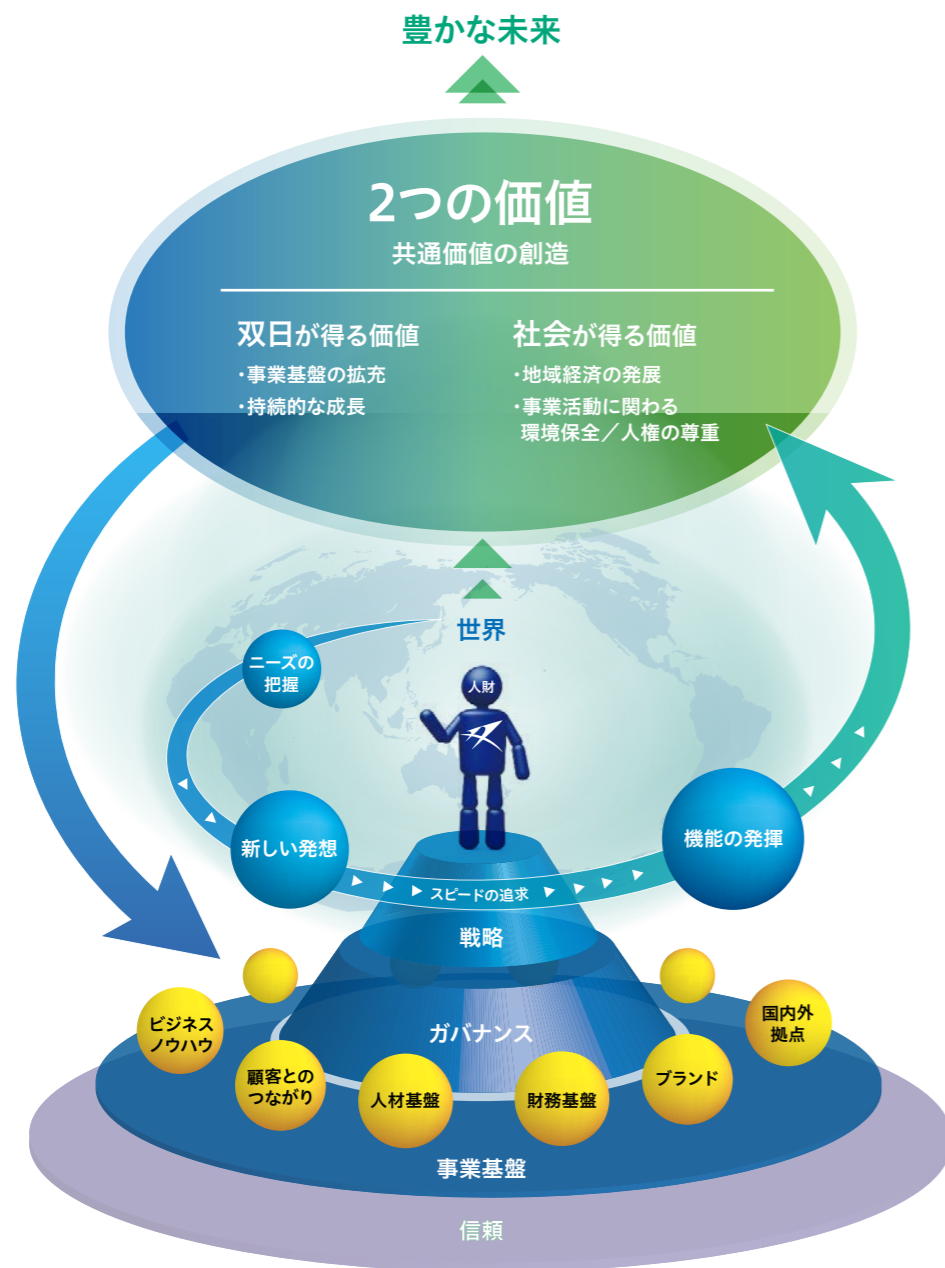 豊かな未来
2つの価値
共通価値の創造
双日が得る価値
・事業基盤の拡充
・持続的な成長
社会が得る価値
・地域経済の発展
・事業活動に関わる
環境保全／人権の尊重
世界
ニーズの
把握
人財
新しい発想
機能の発揮
スピードの追求
戦略
ガバナンス
ビジネス
ノウハウ
顧客との
つながり
人材基盤
財務基盤
ブランド
国内外
拠点
事業基盤
信頼